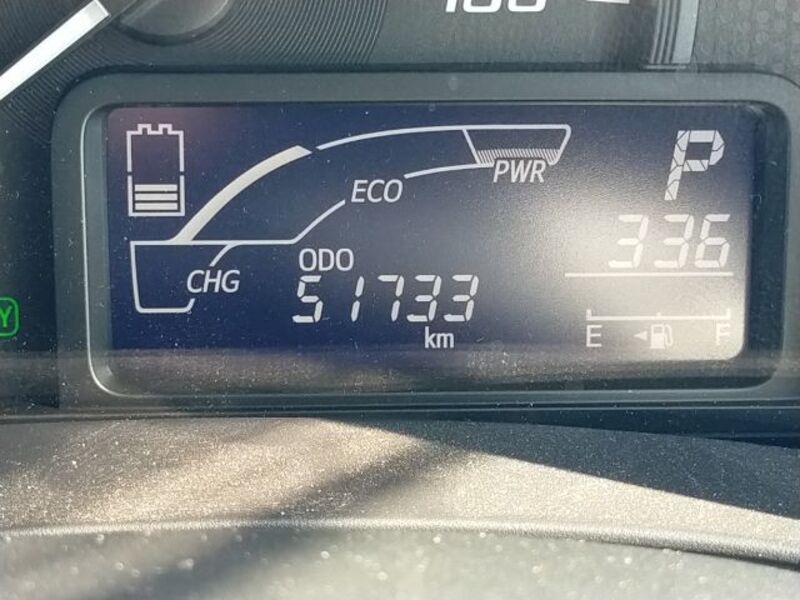 P
ECO
PWR
336
ODO
CHG
51733
km
E F
Y